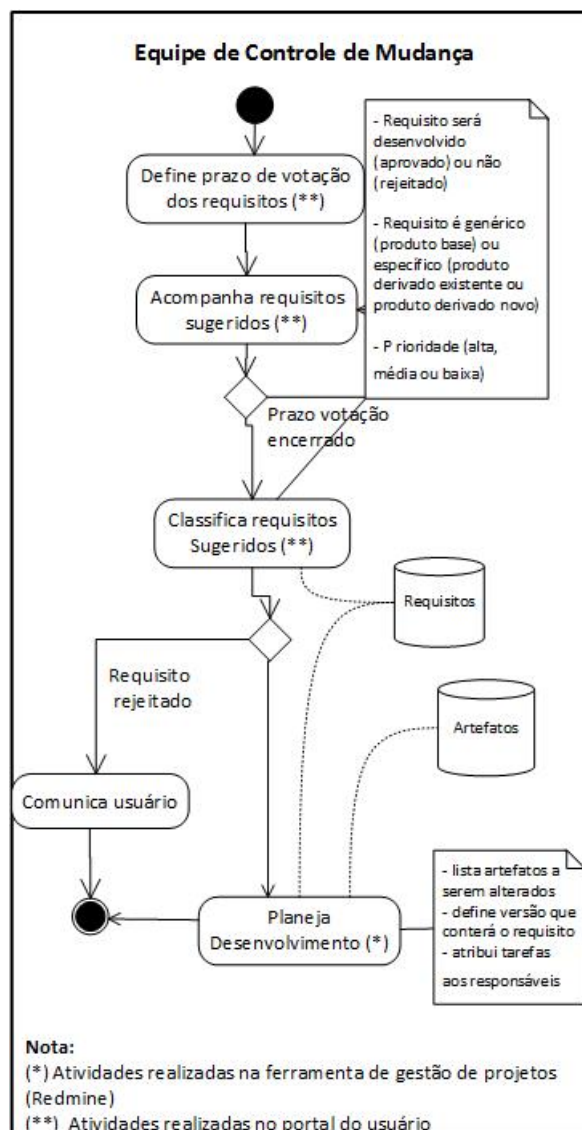 Equipe de Controle de Mudança
Define prazo de votação
dos requisitos (**)
- Requisito será
desenvolvido
(aprovado) ou não
(rejeitado)
- Requisito é genérico
(produto base) ou
específico (produto
derivado existente ou
produto derivado novo)
- P rioridade (alta,
média ou baixa)
Acompanha requisitos
sugeridos (**)
Prazo votação
encerrado
Classifica requisitos
Sugeridos (**)
Requisitos
Requisito
rejeitado
Artefatos
Comunica usuário
Planeja
Desenvolvimento (*)
- lista artefatos a
serem alterados
- define versão que
conterá o requisito
- atribui tarefas
aos responsáveis
Nota:
(*) Atividades realizadas na ferramenta de gestão de projetos
(Redmine)
(**) Atividades realizadas no portal do usuário